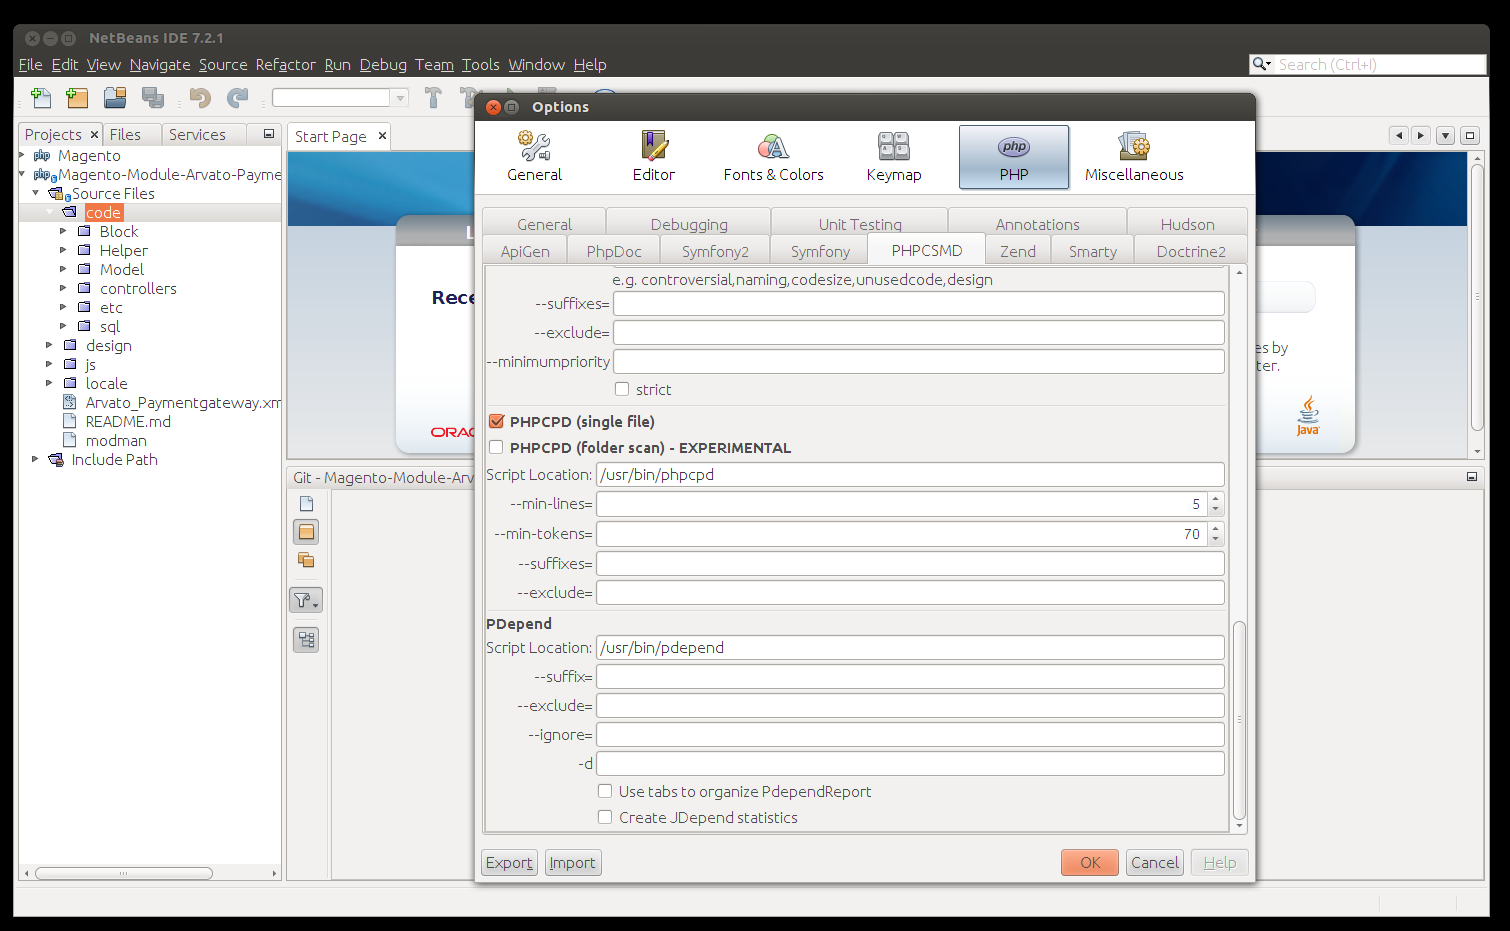 NetBeans IDE 7.2.1
File Edit View Navigate Source Refactor Run Debug Team Tools Window Help
Search (Ctrl+I)
Projects Files Services
Start Page
Magento
Magento-Module-Arvato-Payme
Source Files
code
Block
Helper
Model
controllers
etc
sql
design
js
locale
Arvato_Paymentgateway.xm
README.md
modman
Include Path
Rece
ORAC
es by
ter.
Java
Git - Magento-Module-Arv
Options
General Editor Fonts & Colors Keymap PHP Miscellaneous
php
General Debugging Unit Testing Annotations Hudson
ApiGen PhpDoc Symfony2 Symfony PHPCSMD Zend Smarty Doctrine2
e.g. controversial,naming,codesize,unusedcode,design
--suffixes=
--exclude=
--minimumpriority
strict
PHPCPD (single file)
PHPCPD (folder scan) - EXPERIMENTAL
Script Location: /usr/bin/phpcpd
--min-lines= 5
--min-tokens= 70
--suffixes=
--exclude=
PDepend
Script Location: /usr/bin/pdepend
--suffix=
--exclude=
--ignore=
-d
Use tabs to organize PdependReport
Create JDepend statistics
Export Import OK Cancel Help